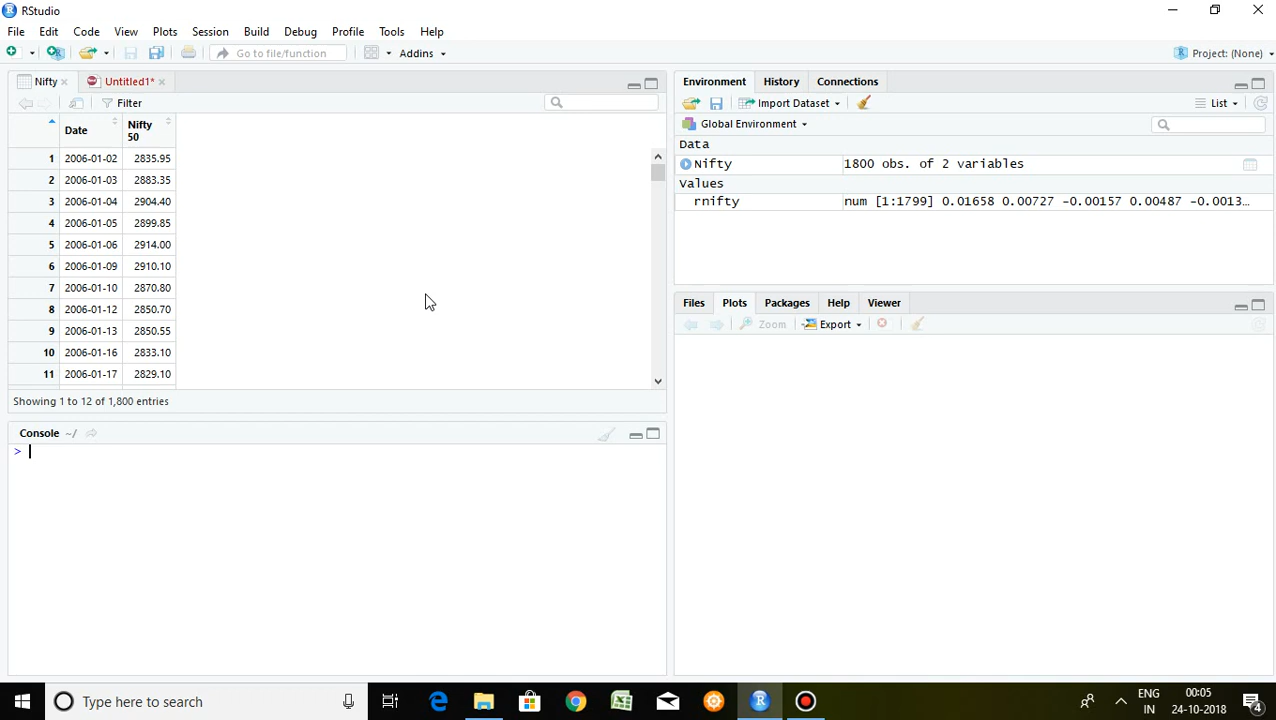 RStudio
File Edit Code View Plots Session Build Debug Profile Tools Help
Go to file/function Addins Project: (None)
Nifty Untitled1*
Filter
Date Nifty 50
1 2006-01-02 2835.95
2 2006-01-03 2883.35
3 2006-01-04 2904.40
4 2006-01-05 2899.85
5 2006-01-06 2914.00
6 2006-01-09 2910.10
7 2006-01-10 2870.80
8 2006-01-12 2850.70
9 2006-01-13 2850.55
10 2006-01-16 2833.10
11 2006-01-17 2829.10
Showing 1 to 12 of 1,800 entries
Console ~/
>
Environment History Connections
Import Dataset List
Global Environment
Data
Nifty 1800 obs. of 2 variables
Values
rnifty num [1:1799] 0.01658 0.00727 -0.00157 0.00487 -0.0013...
Files Plots Packages Help Viewer
Zoom Export
Type here to search
ENG
IN
00:05
24-10-2018
4